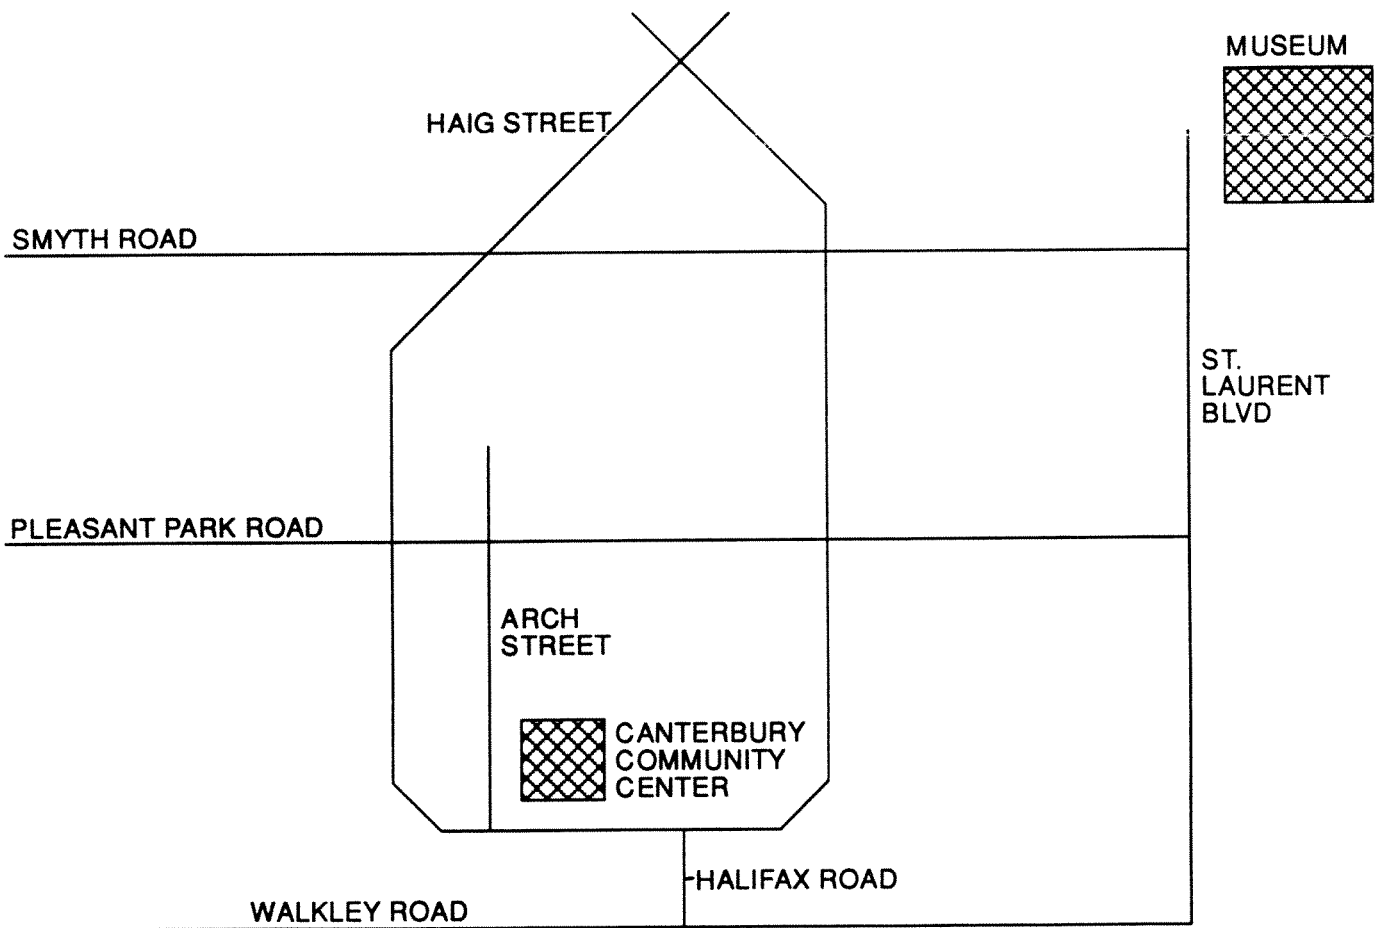 MUSEUM
HAIG STREET
SMYTH ROAD
ST.
LAURENT
BLVD
PLEASANT PARK ROAD
ARCH
STREET
CANTERBURY
COMMUNITY
CENTER
HALIFAX ROAD
WALKLEY ROAD